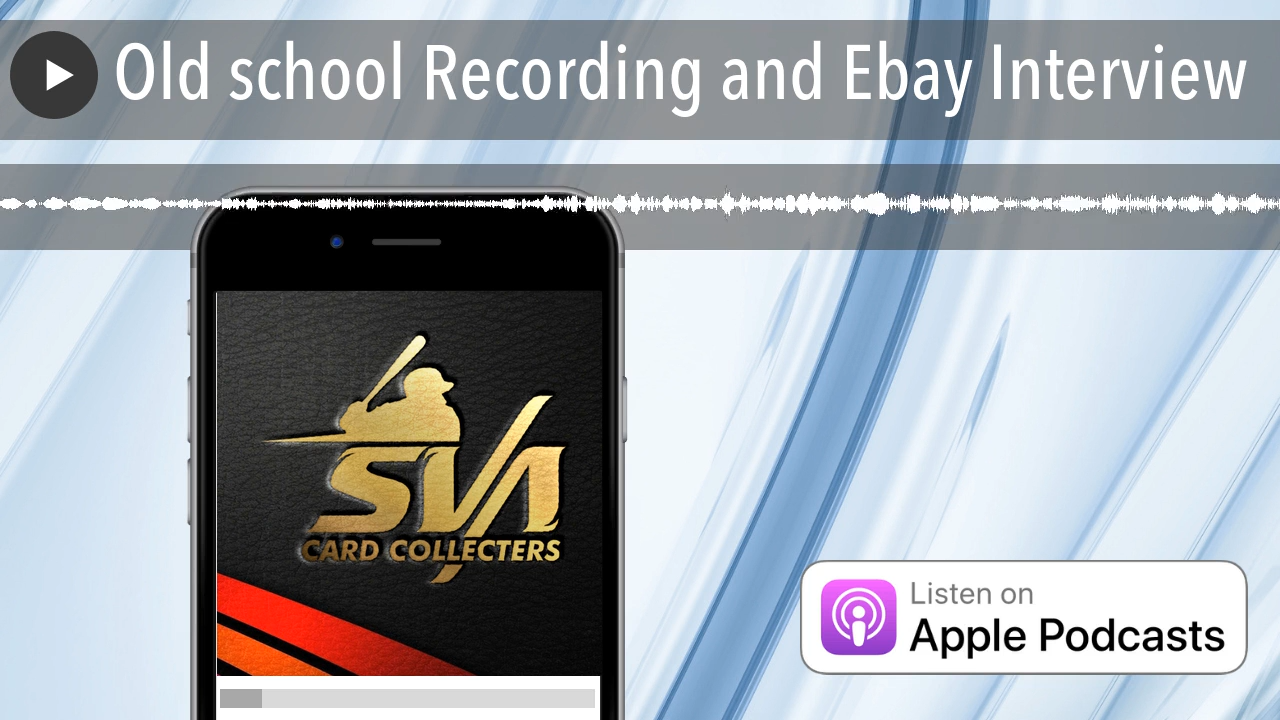 Old school Recording and Ebay Interview
SVA
CARD COLLECTERS
Listen on
Apple Podcasts